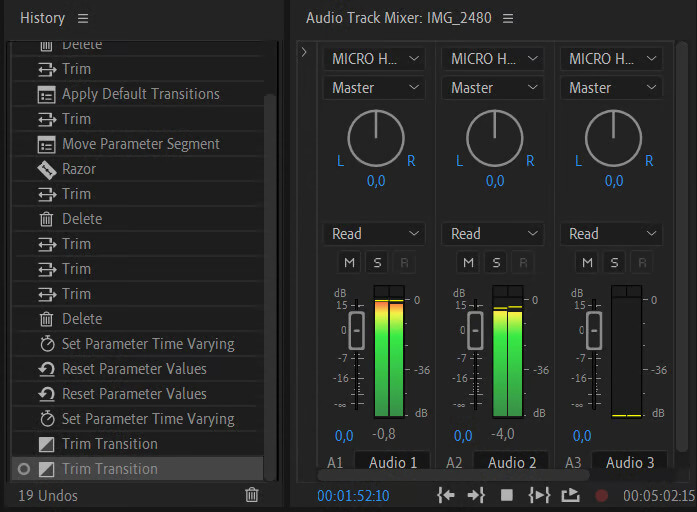 History
Audio Track Mixer: IMG_2480
Delete
Trim
Apply Default Transitions
Trim
Move Parameter Segment
Razor
Trim
Delete
Trim
Trim
Trim
Delete
Set Parameter Time Varying
Reset Parameter Values
Reset Parameter Values
Set Parameter Time Varying
Trim Transition
Trim Transition
19 Undos
MICRO H... MICRO H... MICRO H...
Master Master Master
L R L R L R
0,0 0,0 0,0
Read Read Read
M S R M S R M S R
dB dB dB
15 0 15 0 15 0
0 0 0
-7 -36 -7 -36 -7 -36
-16 -16 -16
-∞ dB -∞ dB -∞ dB
0,0 -0,8 0,0 -4,0 0,0
A1 Audio 1 A2 Audio 2 A3 Audio 3
00:01:52:10 00:05:02:15